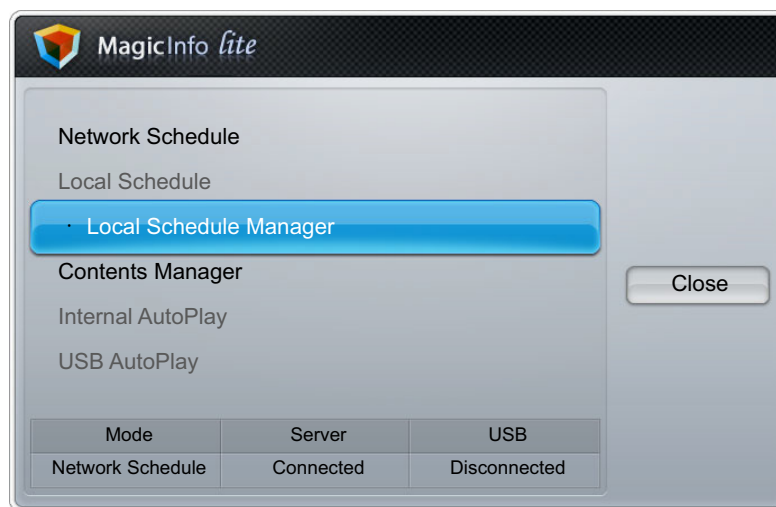 MagicInfo lite
Network Schedule
Local Schedule
· Local Schedule Manager
Contents Manager
Close
Internal AutoPlay
USB AutoPlay
Mode Server USB
Network Schedule Connected Disconnected